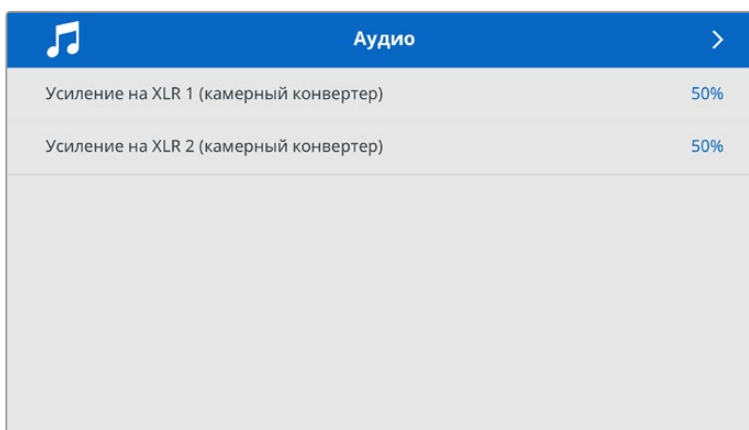 Аудио
Усиление на XLR 1 (камерный конвертер) 50%
Усиление на XLR 2 (камерный конвертер) 50%